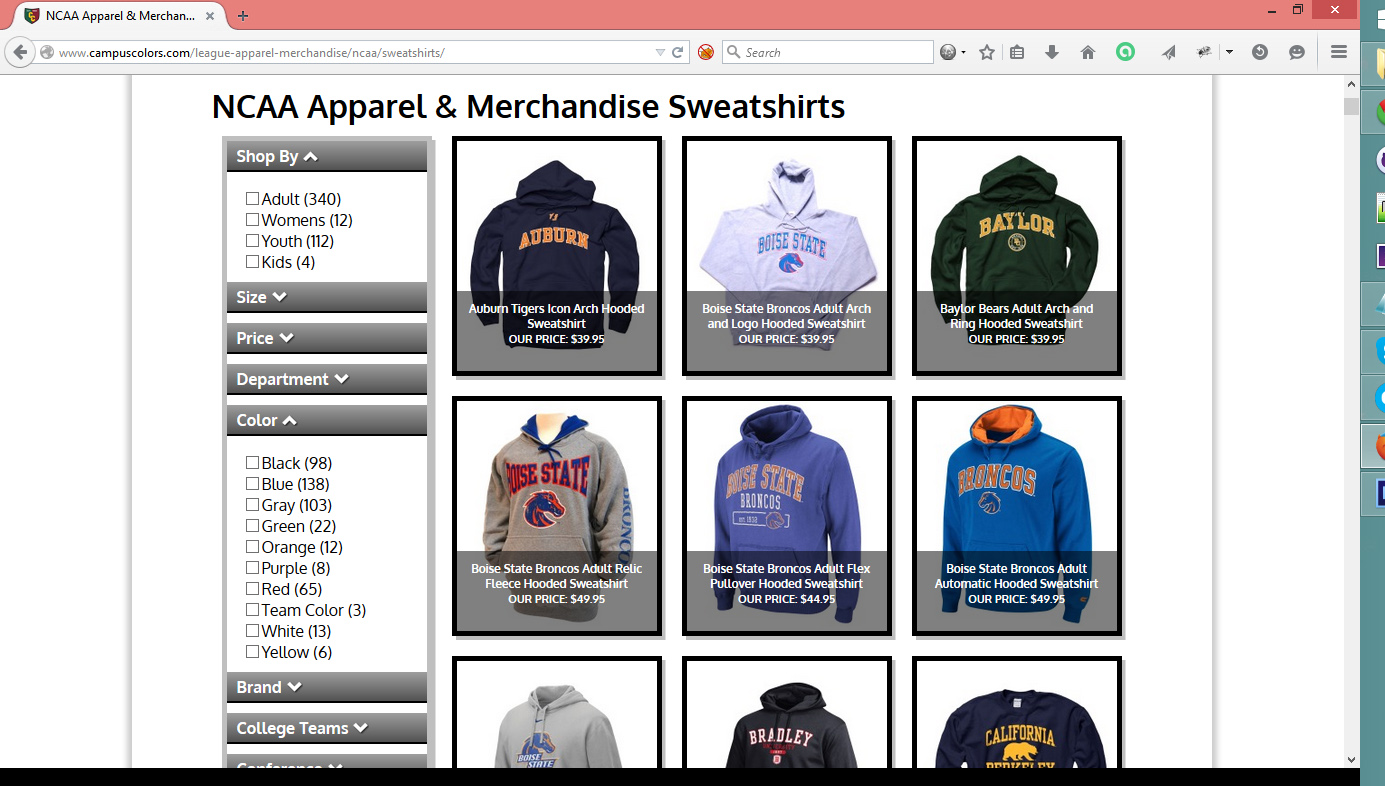 NCAA Apparel & Merchan...
www.campuscolors.com/league-apparel-merchandise/ncaa/sweatshirts/
Search
NCAA Apparel & Merchandise Sweatshirts
Shop By
Adult (340)
Womens (12)
Youth (112)
Kids (4)
Size
Price
Department
Color
Black (98)
Blue (138)
Gray (103)
Green (22)
Orange (12)
Purple (8)
Red (65)
Team Color (3)
White (13)
Yellow (6)
Brand
College Teams
Conference
AUBURN
Auburn Tigers Icon Arch Hooded
Sweatshirt
OUR PRICE: $39.95
BOISE STATE
Boise State Broncos Adult Arch
and Logo Hooded Sweatshirt
OUR PRICE: $39.95
BAYLOR
Baylor Bears Adult Arch and
Ring Hooded Sweatshirt
OUR PRICE: $39.95
BOISE STATE
BRONCO
Boise State Broncos Adult Relic
Fleece Hooded Sweatshirt
OUR PRICE: $49.95
BOISE STATE
BRONCOS
est. 1932
Boise State Broncos Adult Flex
Pullover Hooded Sweatshirt
OUR PRICE: $44.95
BRONCOS
Boise State Broncos Adult
Automatic Hooded Sweatshirt
OUR PRICE: $49.95
BOISE
STATE
BRADLEY
CALIFORNIA
BERKELEY